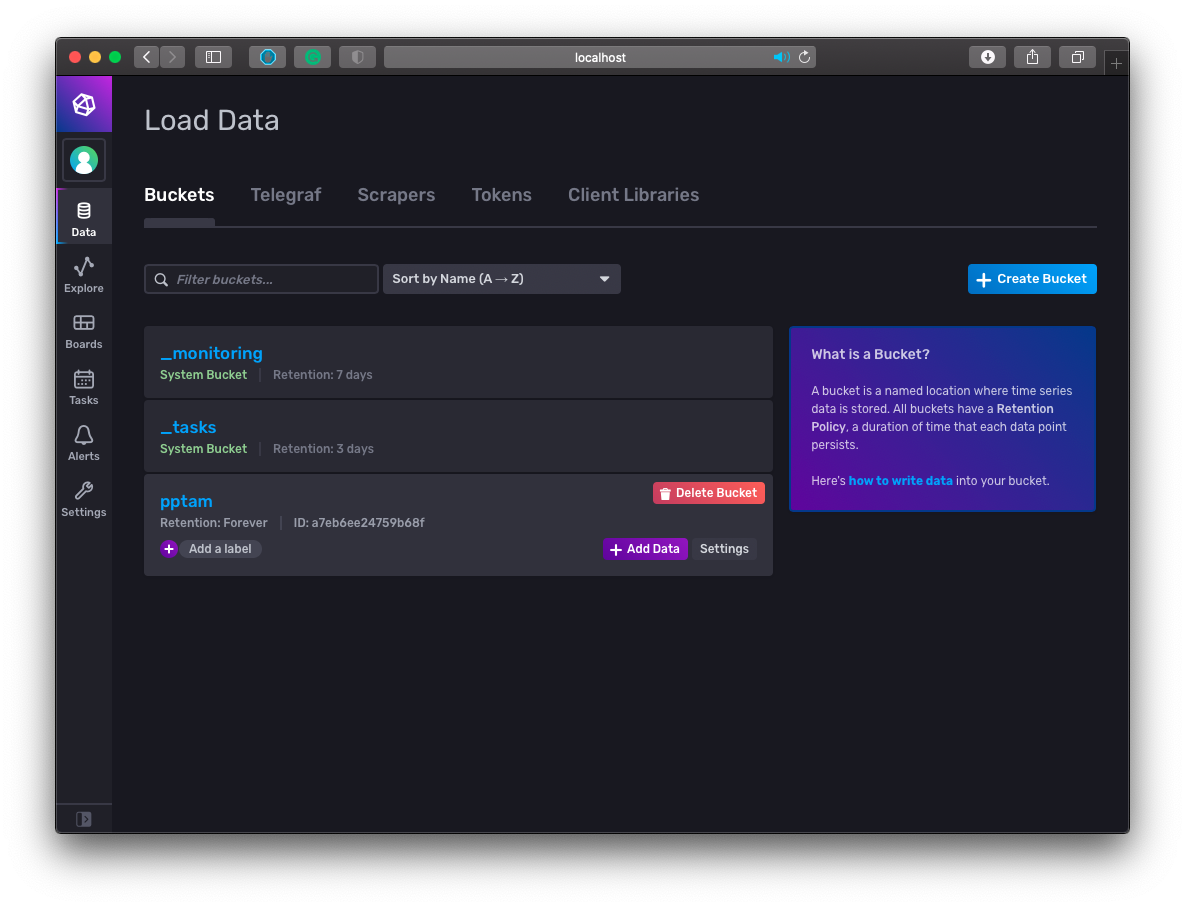 localhost
Load Data
Data
Explore
Boards
Tasks
Alerts
Settings
Buckets Telegraf Scrapers Tokens Client Libraries
Filter buckets...
Sort by Name (A → Z)
Create Bucket
_monitoring
System Bucket Retention: 7 days
_tasks
System Bucket Retention: 3 days
pptam
Delete Bucket
Retention: Forever ID: a7eb6ee24759b68f
Add a label
Add Data
Settings
What is a Bucket?
A bucket is a named location where time series
data is stored. All buckets have a Retention
Policy, a duration of time that each data point
persists.
Here's how to write data into your bucket.